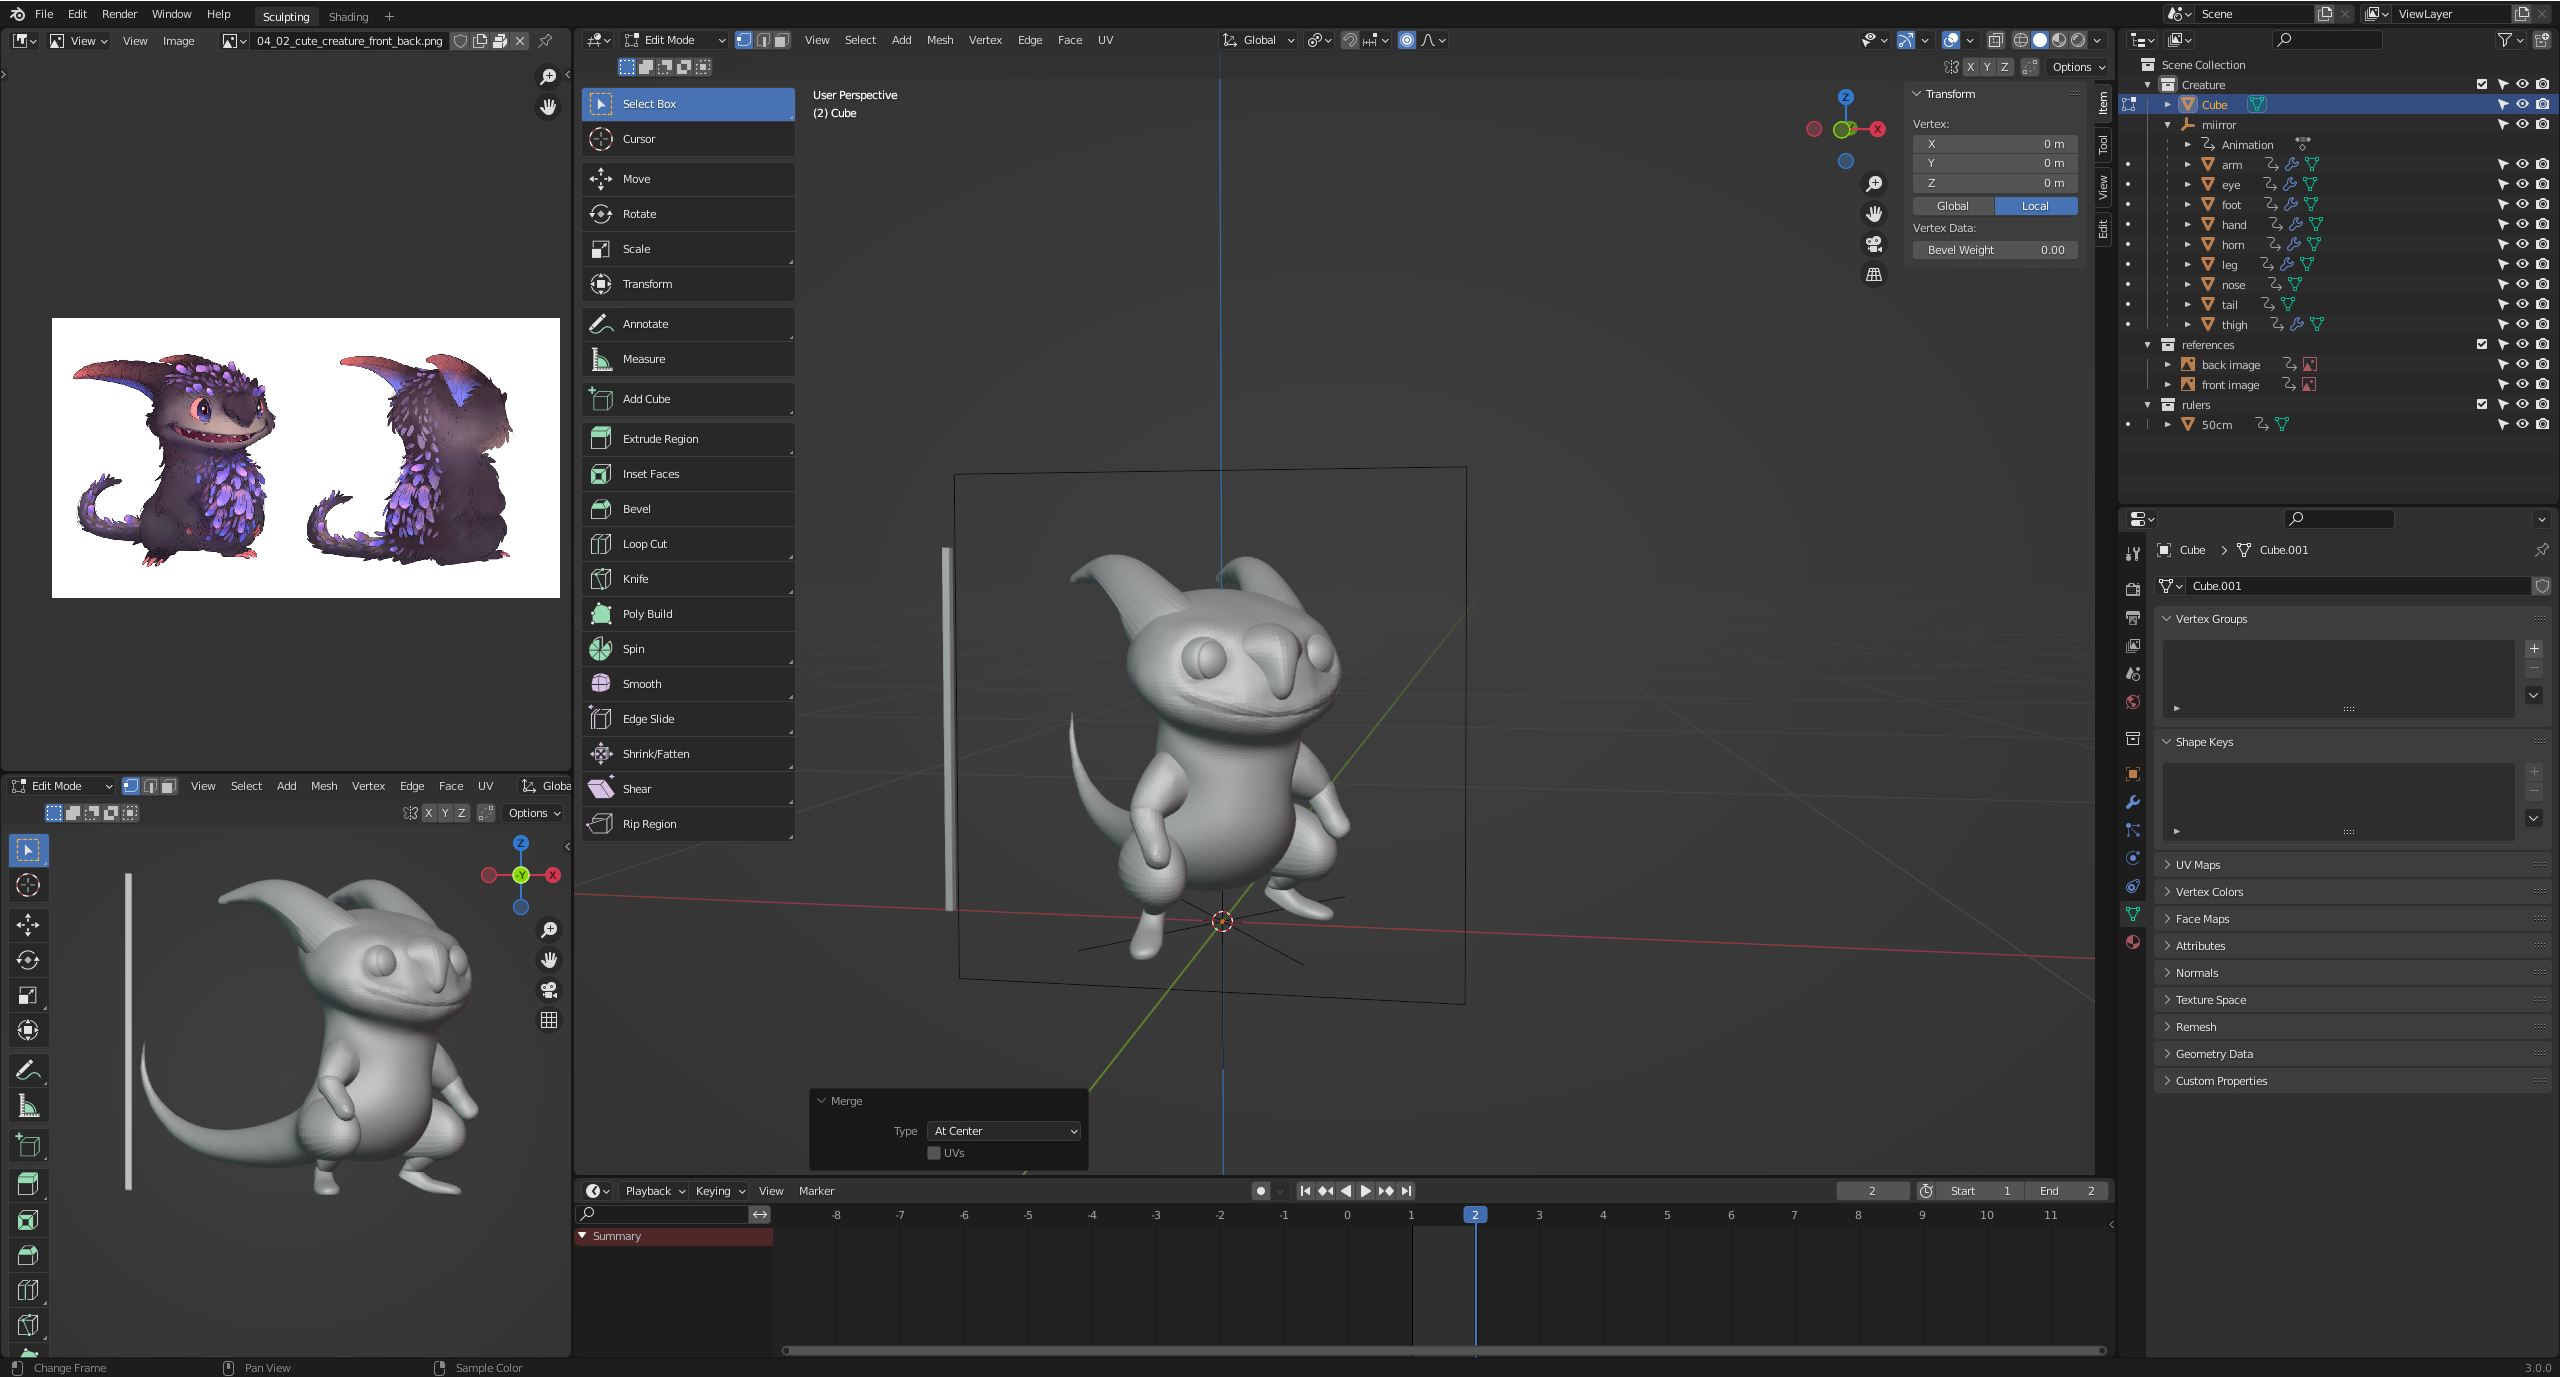 File Edit Render Window Help Sculpting Shading + Scene ViewLayer
View View Image 04_02_cute_creature_front_back.png
Edit Mode View Select Add Mesh Vertex Edge Face UV Global
X Y Z Options
Select Box
Cursor
Move
Rotate
Scale
Transform
Annotate
Measure
Add Cube
Extrude Region
Inset Faces
Bevel
Loop Cut
Knife
Poly Build
Spin
Smooth
Edge Slide
Shrink/Fatten
Shear
Rip Region
User Perspective
(2) Cube
Z
X
Transform
Vertex:
X 0 m
Y 0 m
Z 0 m
Global Local
Vertex Data:
Bevel Weight 0.00
Item
Tool
View
Edit
Scene Collection
Creature
Cube
miirror
Animation
arm
eye
foot
hand
horn
leg
nose
tail
thigh
references
back image
front image
rulers
50cm
Cube > Cube.001
Cube.001
Vertex Groups
Shape Keys
UV Maps
Vertex Colors
Face Maps
Attributes
Normals
Texture Space
Remesh
Geometry Data
Custom Properties
Edit Mode View Select Add Mesh Vertex Edge Face UV Globa
X Y Z Options
Z
-Y X
Merge
Type At Center
UVs
Playback Keying View Marker 2 Start 1 End 2
-8 -7 -6 -5 -4 -3 -2 -1 0 1 2 3 4 5 6 7 8 9 10 11
Summary
Change Frame Pan View Sample Color 3.0.0